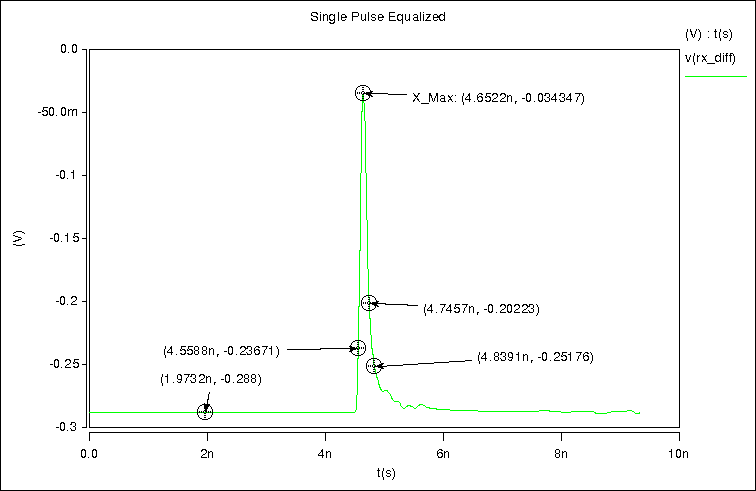 Single Pulse Equalized
(V) : t(s)
v(rx_diff)
0.0
-50.0m
-0.1
-0.15
-0.2
-0.25
-0.3
(V)
X_Max: (4.6522n, -0.034347)
(4.7457n, -0.20223)
(4.5588n, -0.23671)
(4.8391n, -0.25176)
(1.9732n, -0.288)
0.0 2n 4n 6n 8n 10n
t(s)